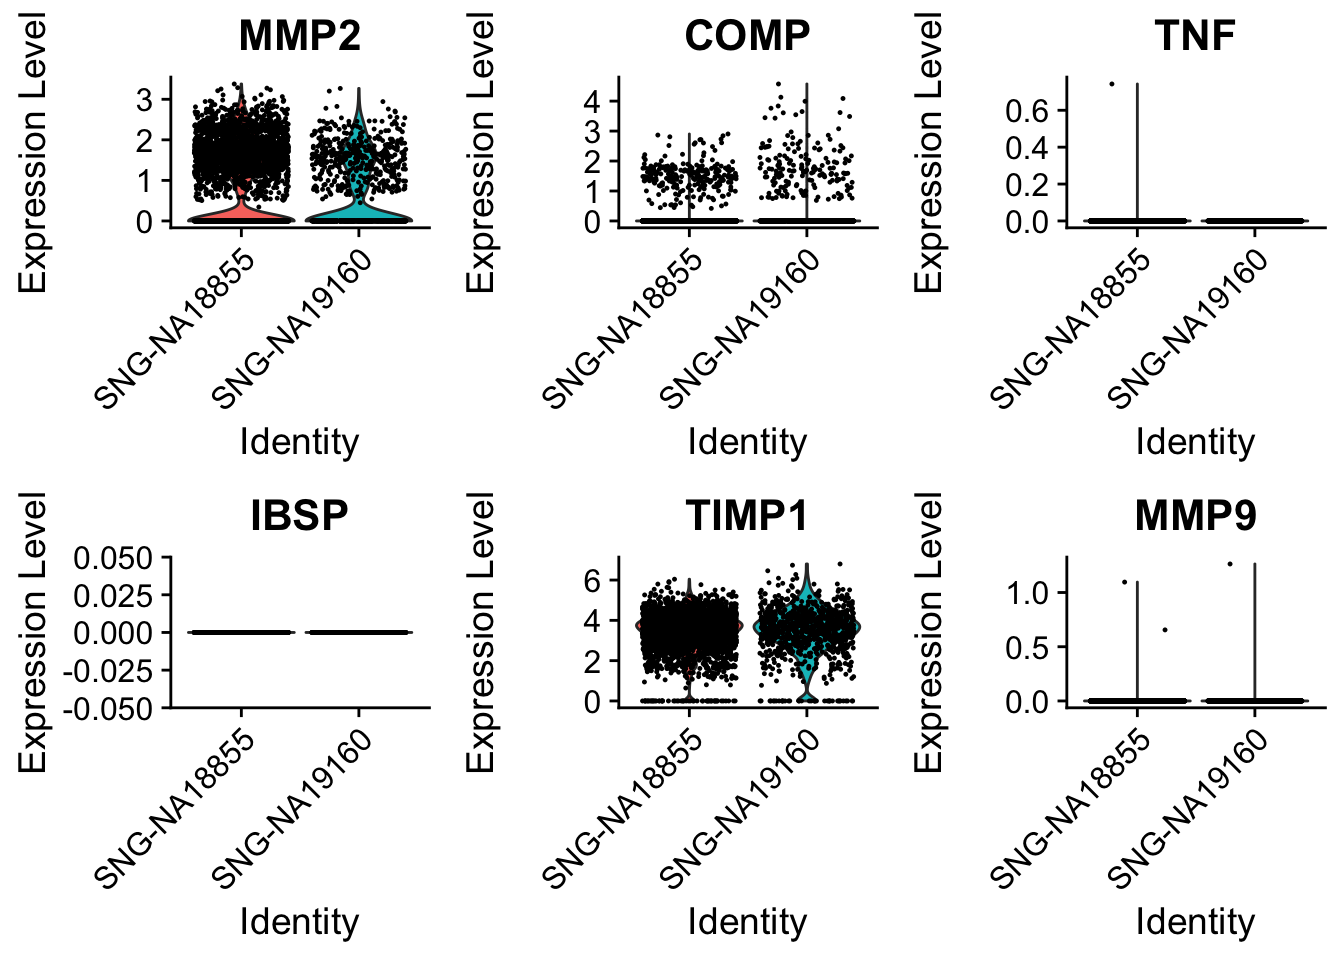 MMP2
COMP
TNF
Expression Level
3
2
1
0
SNG-NA18855
SNG-NA19160
Identity
Expression Level
4
3
2
1
0
SNG-NA18855
SNG-NA19160
Identity
Expression Level
0.6
0.4
0.2
0.0
SNG-NA18855
SNG-NA19160
Identity
IBSP
TIMP1
MMP9
Expression Level
0.050
0.025
0.000
-0.025
-0.050
SNG-NA18855
SNG-NA19160
Identity
Expression Level
6
4
2
0
SNG-NA18855
SNG-NA19160
Identity
Expression Level
1.0
0.5
0.0
SNG-NA18855
SNG-NA19160
Identity